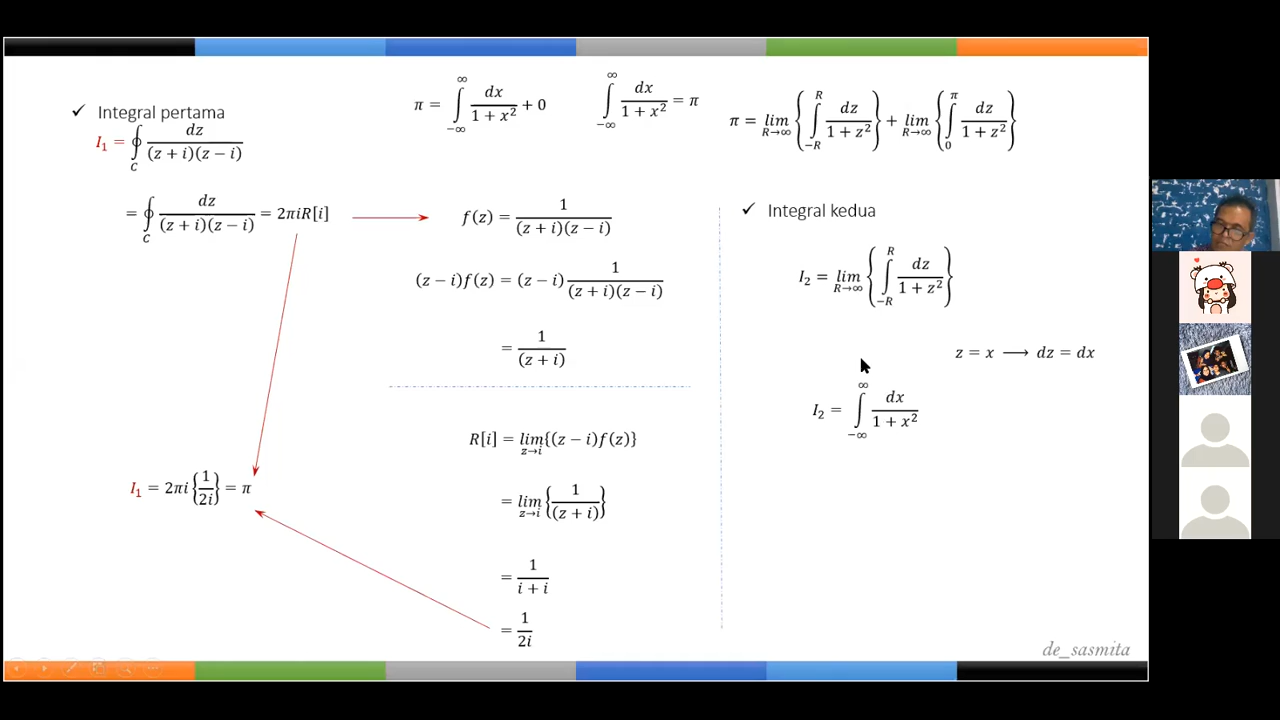 ✓ Integral pertama
I₁ = ∮_C dz / (z + i)(z − i)
= ∮_C dz / (z + i)(z − i) = 2πiR[i]
I₁ = 2πi {1/2i} = π
π = ∫_{−∞}^{∞} dx / 1 + x² + 0
∫_{−∞}^{∞} dx / 1 + x² = π
π = lim_{R→∞} {∫_{−R}^{R} dz / 1 + z²} + lim_{R→∞} {∫_{0}^{π} dz / 1 + z²}
f(z) = 1 / (z + i)(z − i)
(z − i)f(z) = (z − i) 1 / (z + i)(z − i)
= 1 / (z + i)
R[i] = lim_{z→i} {(z − i)f(z)}
= lim_{z→i} {1 / (z + i)}
= 1 / i + i
= 1 / 2i
✓ Integral kedua
I₂ = lim_{R→∞} {∫_{−R}^{R} dz / 1 + z²}
z = x ⟶ dz = dx
I₂ = ∫_{−∞}^{∞} dx / 1 + x²
de_sasmita